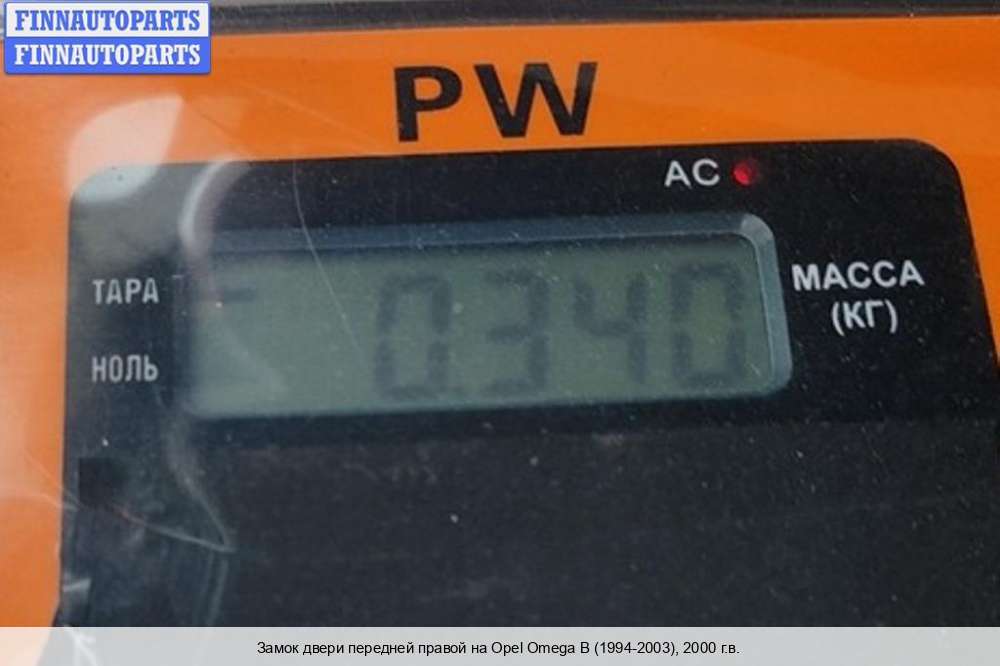 FINNAUTOPARTS
FINNAUTOPARTS
PW
AC
ТАРА
0.340
МАССА
(КГ)
НОЛЬ
Замок двери передней правой на Opel Omega B (1994-2003), 2000 г.в.